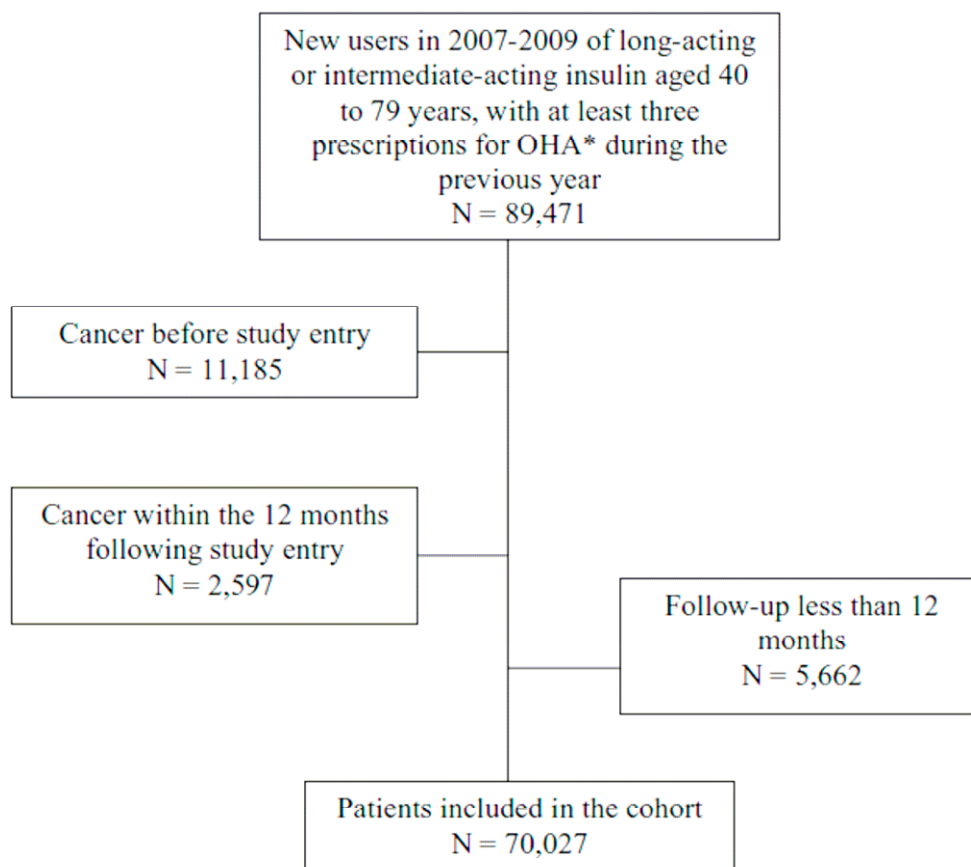 New users in 2007-2009 of long-acting
or intermediate-acting insulin aged 40
to 79 years, with at least three
prescriptions for OHA* during the
previous year
N = 89,471
Cancer before study entry
N = 11,185
Cancer within the 12 months
following study entry
N = 2,597
Follow-up less than 12
months
N = 5,662
Patients included in the cohort
N = 70,027